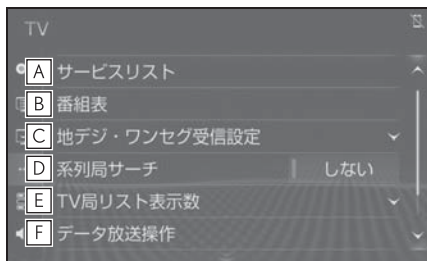 TV
A サービスリスト
B 番組表
C 地デジ・ワンセグ受信設定
D 系列局サーチ しない
E TV局リスト表示数
F データ放送操作